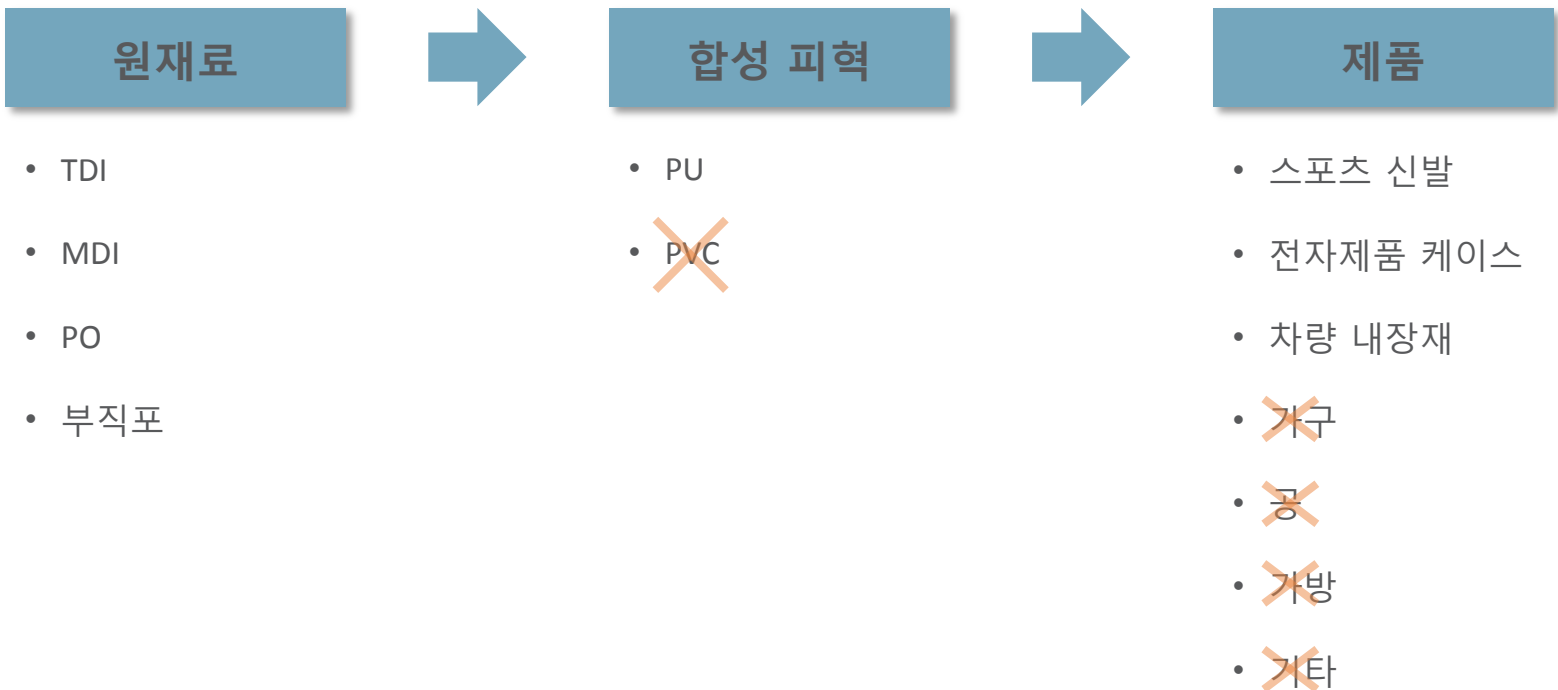 원재료
합성 피혁
제품
• TDI
• MDI
• PO
• 부직포
• PU
• PVC
• 스포츠 신발
• 전자제품 케이스
• 차량 내장재
• 가구
• 공
• 가방
• 기타